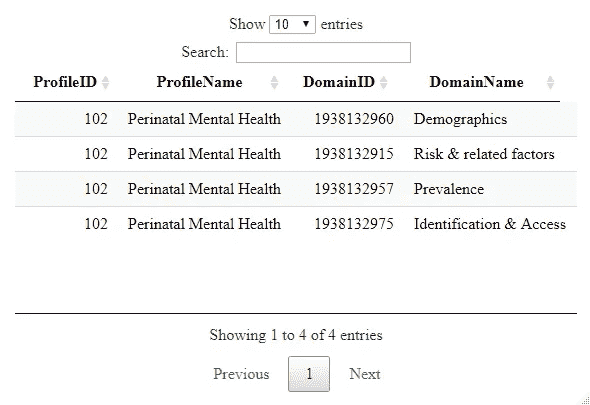 Show 10 entries
Search:
ProfileID ProfileName DomainID DomainName
102 Perinatal Mental Health 1938132960 Demographics
102 Perinatal Mental Health 1938132915 Risk & related factors
102 Perinatal Mental Health 1938132957 Prevalence
102 Perinatal Mental Health 1938132975 Identification & Access
Showing 1 to 4 of 4 entries
Previous 1 Next